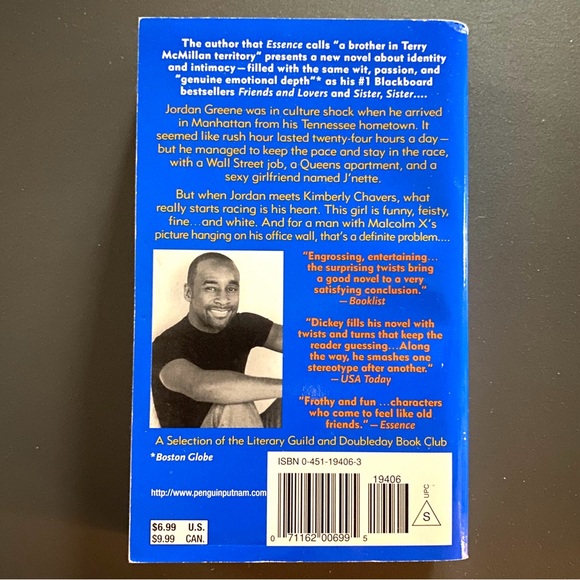 The author that Essence calls “a brother in Terry
McMillan territory” presents a new novel about identity
and intimacy—filled with the same wit, passion, and
“genuine emotional depth”* as his #1 Blackboard
bestsellers Friends and Lovers and Sister, Sister....
Jordan Greene was in culture shock when he arrived
in Manhattan from his Tennessee hometown. It
seemed like rush hour lasted twenty-four hours a day—
but he managed to keep the pace and stay in the race,
with a Wall Street job, a Queens apartment, and a
sexy girlfriend named J’nette.
But when Jordan meets Kimberly Chavers, what
really starts racing is his heart. This girl is funny, feisty,
fine...and white. And for a man with Malcolm X’s
picture hanging on his office wall, that’s a definite problem....
“Engrossing, entertaining...
the surprising twists bring
a good novel to a very
satisfying conclusion.”
—Booklist
“Dickey fills his novel with
twists and turns that keep the
reader guessing...Along
the way, he smashes one
stereotype after another.”
—USA Today
“Frothy and fun ...characters
who come to feel like old
friends.”—Essence
A Selection of the Literary Guild and Doubleday Book Club
*Boston Globe
ISBN 0-451-19406-3
19406
UPC
S
http://www.penguinputnam.com
$6.99 U.S.
$9.99 CAN.
0 71162 00699 5